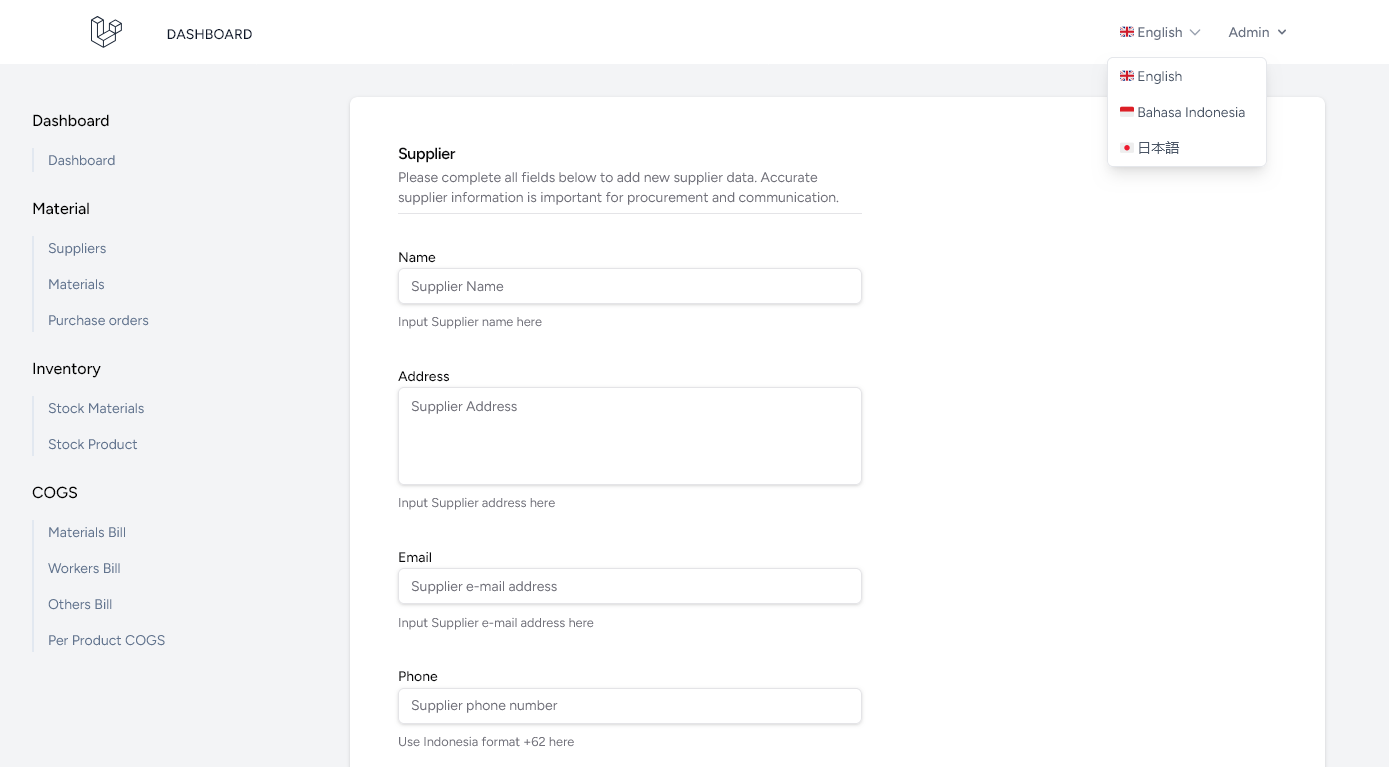 DASHBOARD
English
Admin
English
Bahasa Indonesia
日本語
Dashboard
Dashboard
Material
Suppliers
Materials
Purchase orders
Inventory
Stock Materials
Stock Product
COGS
Materials Bill
Workers Bill
Others Bill
Per Product COGS
Supplier
Please complete all fields below to add new supplier data. Accurate
supplier information is important for procurement and communication.
Name
Supplier Name
Input Supplier name here
Address
Supplier Address
Input Supplier address here
Email
Supplier e-mail address
Input Supplier e-mail address here
Phone
Supplier phone number
Use Indonesia format +62 here